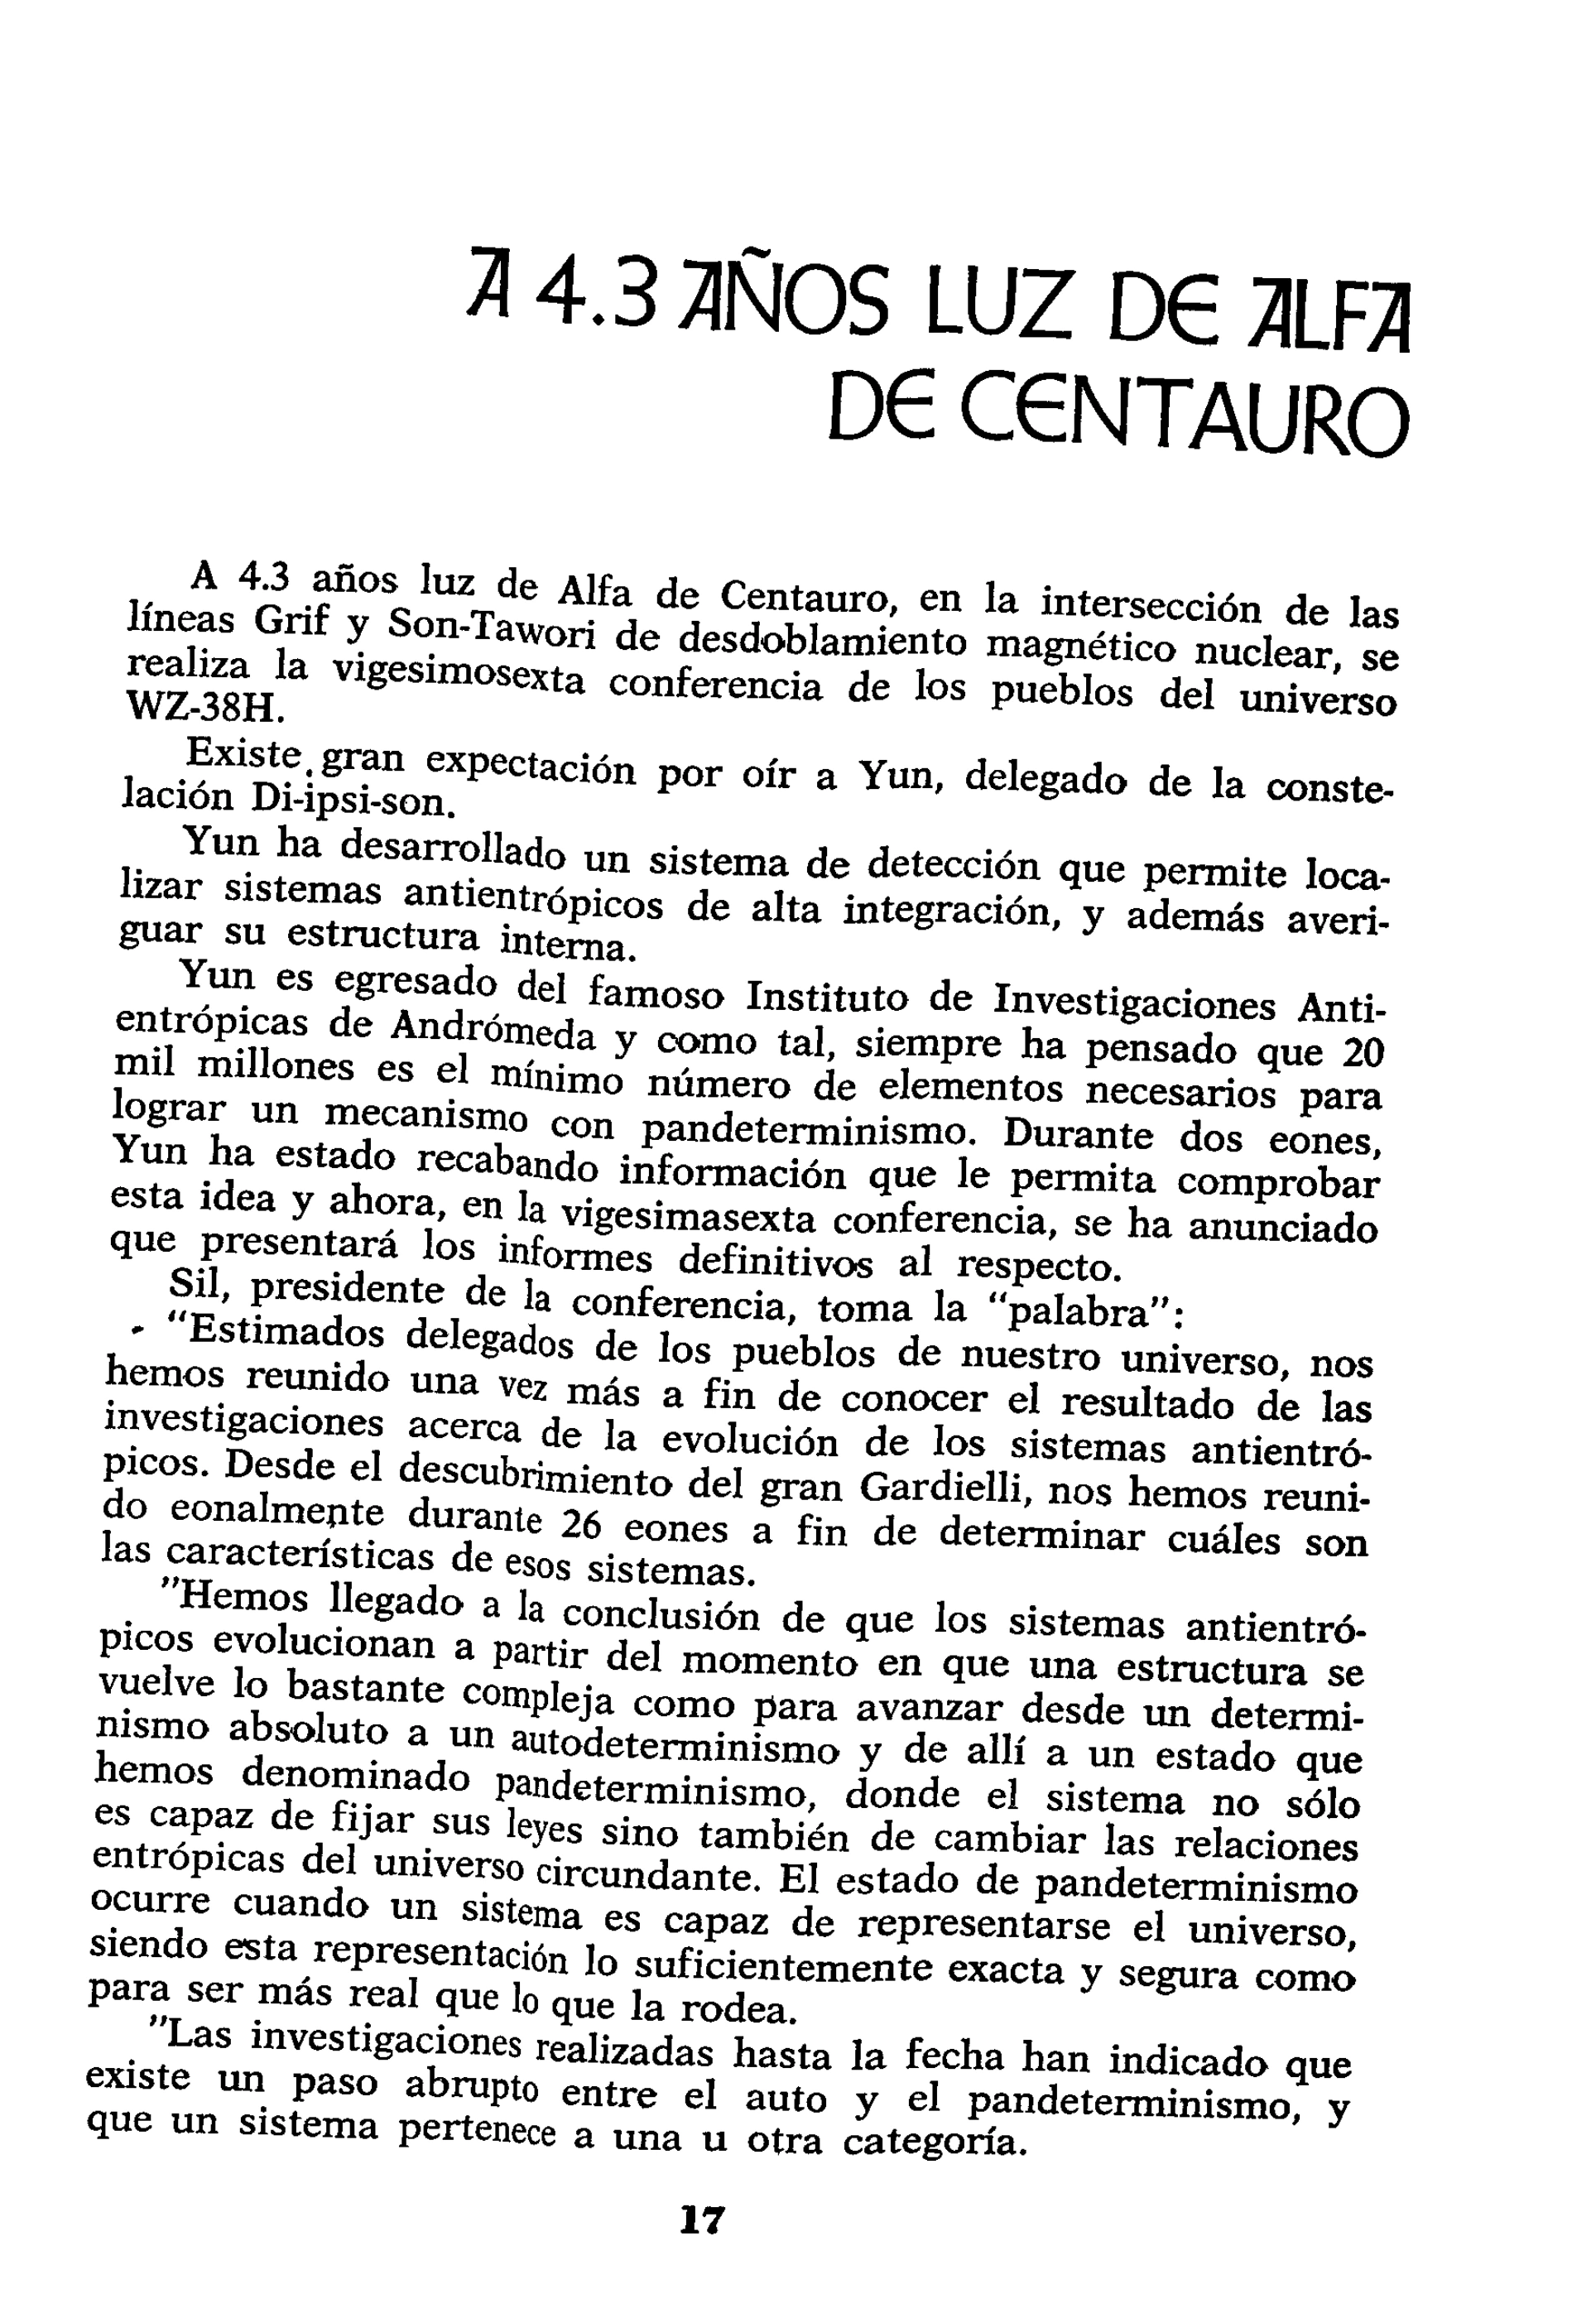 A 4.3 AÑOS LUZ DE ALFA
DE CENTAURO
A 4.3 años luz de Alfa de Centauro, en la intersección de las
líneas Grif y Son-Tawori de desdoblamiento magnético nuclear, se
realiza la vigesimosexta conferencia de los pueblos del universo
WZ-38H.
Existe gran expectación por oír a Yun, delegado de la conste-
lación Di-ipsi-son.
Yun ha desarrollado un sistema de detección que permite loca-
lizar sistemas antientrópicos de alta integración, y además averi-
guar su estructura interna.
Yun es egresado del famoso Instituto de Investigaciones Anti-
entrópicas de Andrómeda y como tal, siempre ha pensado que 20
mil millones es el mínimo número de elementos necesarios para
lograr un mecanismo con pandeterminismo. Durante dos eones,
Yun ha estado recabando información que le permita comprobar
esta idea y ahora, en la vigesimasexta conferencia, se ha anunciado
que presentará los informes definitivos al respecto.
Sil, presidente de la conferencia, toma la "palabra":
"Estimados delegados de los pueblos de nuestro universo, nos
hemos reunido una vez más a fin de conocer el resultado de las
investigaciones acerca de la evolución de los sistemas antientró-
picos. Desde el descubrimiento del gran Gardielli, nos hemos reuni-
do eonalmente durante 26 eones a fin de determinar cuáles son
las características de esos sistemas.
"Hemos llegado a la conclusión de que los sistemas antientró-
picos evolucionan a partir del momento en que una estructura se
vuelve lo bastante compleja como para avanzar desde un determi-
nismo absoluto a un autodeterminismo y de allí a un estado que
hemos denominado pandeterminismo, donde el sistema no sólo
es capaz de fijar sus leyes sino también de cambiar las relaciones
entrópicas del universo circundante. El estado de pandeterminismo
ocurre cuando un sistema es capaz de representarse el universo,
siendo esta representación lo suficientemente exacta y segura como
para ser más real que lo que la rodea.
"Las investigaciones realizadas hasta la fecha han indicado que
existe un paso abrupto entre el auto y el pandeterminismo, y
que un sistema pertenece a una u otra categoría.
17